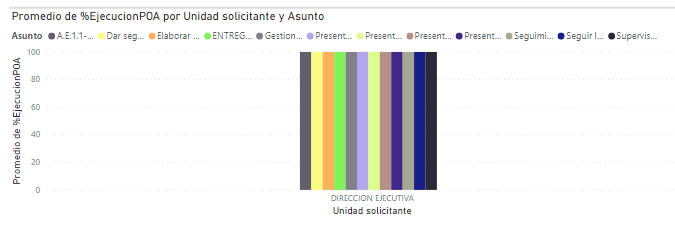 Promedio de %EjecucionPOA por Unidad solicitante y Asunto
Asunto A.E.1.1-... Dar seg... Elaborar ... ENTREG... Gestion... Present... Present... Present... Present... Seguimi... Seguir l... Supervis...
Promedio de %EjecucionPOA
100
80
60
40
20
0
DIRECCION EJECUTIVA
Unidad solicitante